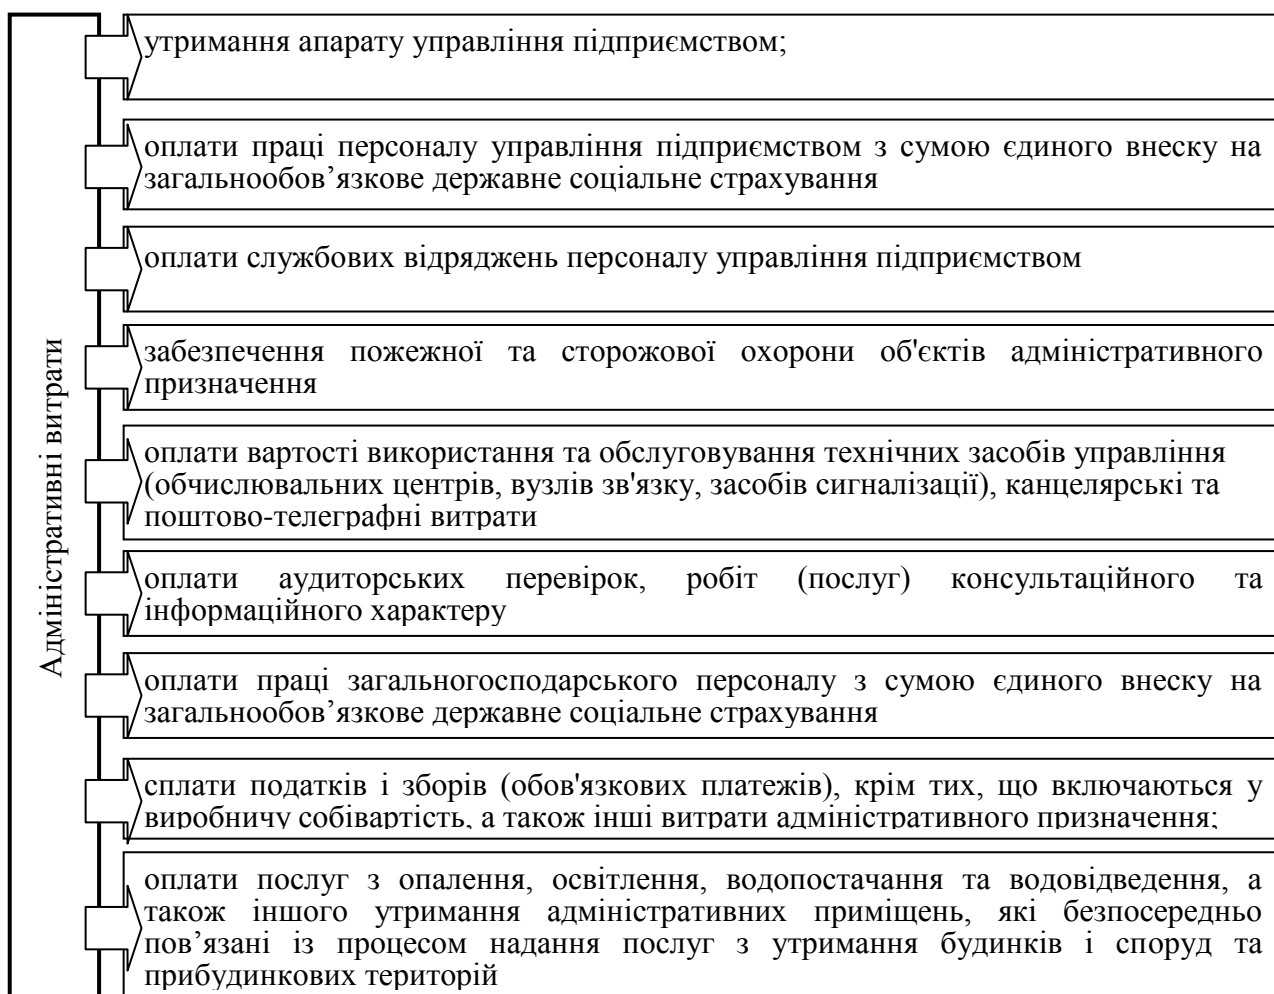 Адміністративні витрати
утримання апарату управління підприємством;
оплати праці персоналу управління підприємством з сумою єдиного внеску на
загальнообов’язкове державне соціальне страхування
оплати службових відряджень персоналу управління підприємством
забезпечення пожежної та сторожової охорони об'єктів адміністративного
призначення
оплати вартості використання та обслуговування технічних засобів управління
(обчислювальних центрів, вузлів зв'язку, засобів сигналізації), канцелярські та
поштово-телеграфні витрати
оплати аудиторських перевірок, робіт (послуг) консультаційного та
інформаційного характеру
оплати праці загальногосподарського персоналу з сумою єдиного внеску на
загальнообов’язкове державне соціальне страхування
сплати податків і зборів (обов'язкових платежів), крім тих, що включаються у
виробничу собівартість, а також інші витрати адміністративного призначення;
оплати послуг з опалення, освітлення, водопостачання та водовідведення, а
також іншого утримання адміністративних приміщень, які безпосередньо
пов’язані із процесом надання послуг з утримання будинків і споруд та
прибудинкових територій